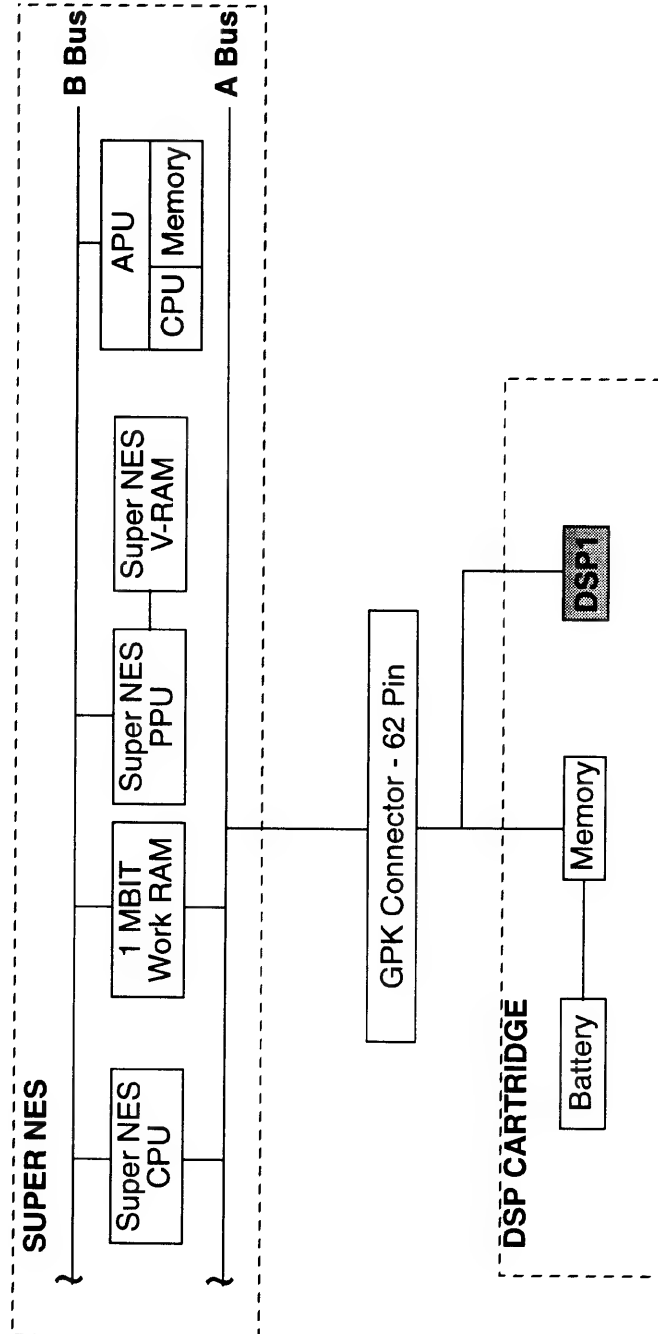 SUPER NES
B Bus
Super NES
CPU
1 MBIT
Work RAM
Super NES
PPU
Super NES
V-RAM
APU
CPU
Memory
A Bus
GPK Connector - 62 Pin
DSP CARTRIDGE
Battery
Memory
DSP1